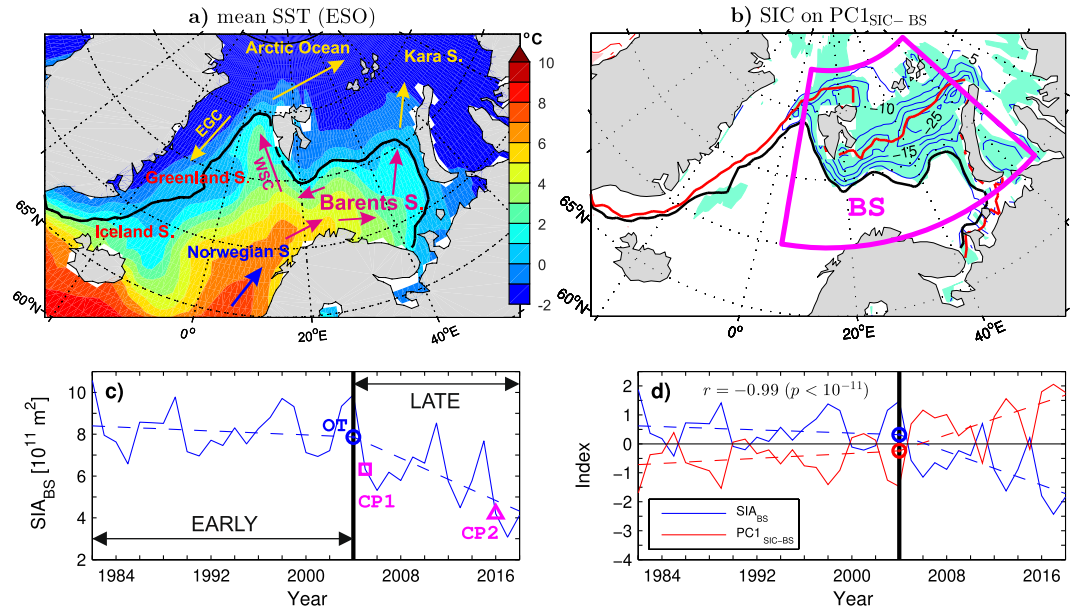 a) mean SST (ESO)
°C
Arctic Ocean
Kara S.
EGC
WSC
Greenland S.
Barents S.
Iceland S.
Norwegian S
65°N
60°N
0°
20°E
40°E
10
8
6
4
2
0
-2
b) SIC on PC1SIC− BS
-5
-10
-25
-15
BS
65°N
60°N
0°
20°E
40°E
c)
LATE
OT
CP1
CP2
EARLY
SIABS [10¹¹ m²]
10
8
6
4
2
1984
1992
2000
2008
2016
Year
d)
r = −0.99 (p < 10⁻¹¹)
Index
2
1
0
-1
-2
-3
-4
SIABS
PC1SIC−BS
1984
1992
2000
2008
2016
Year